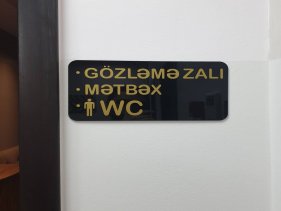 · GÖZLƏMƏ ZALI
· MƏTBƏX
· WC